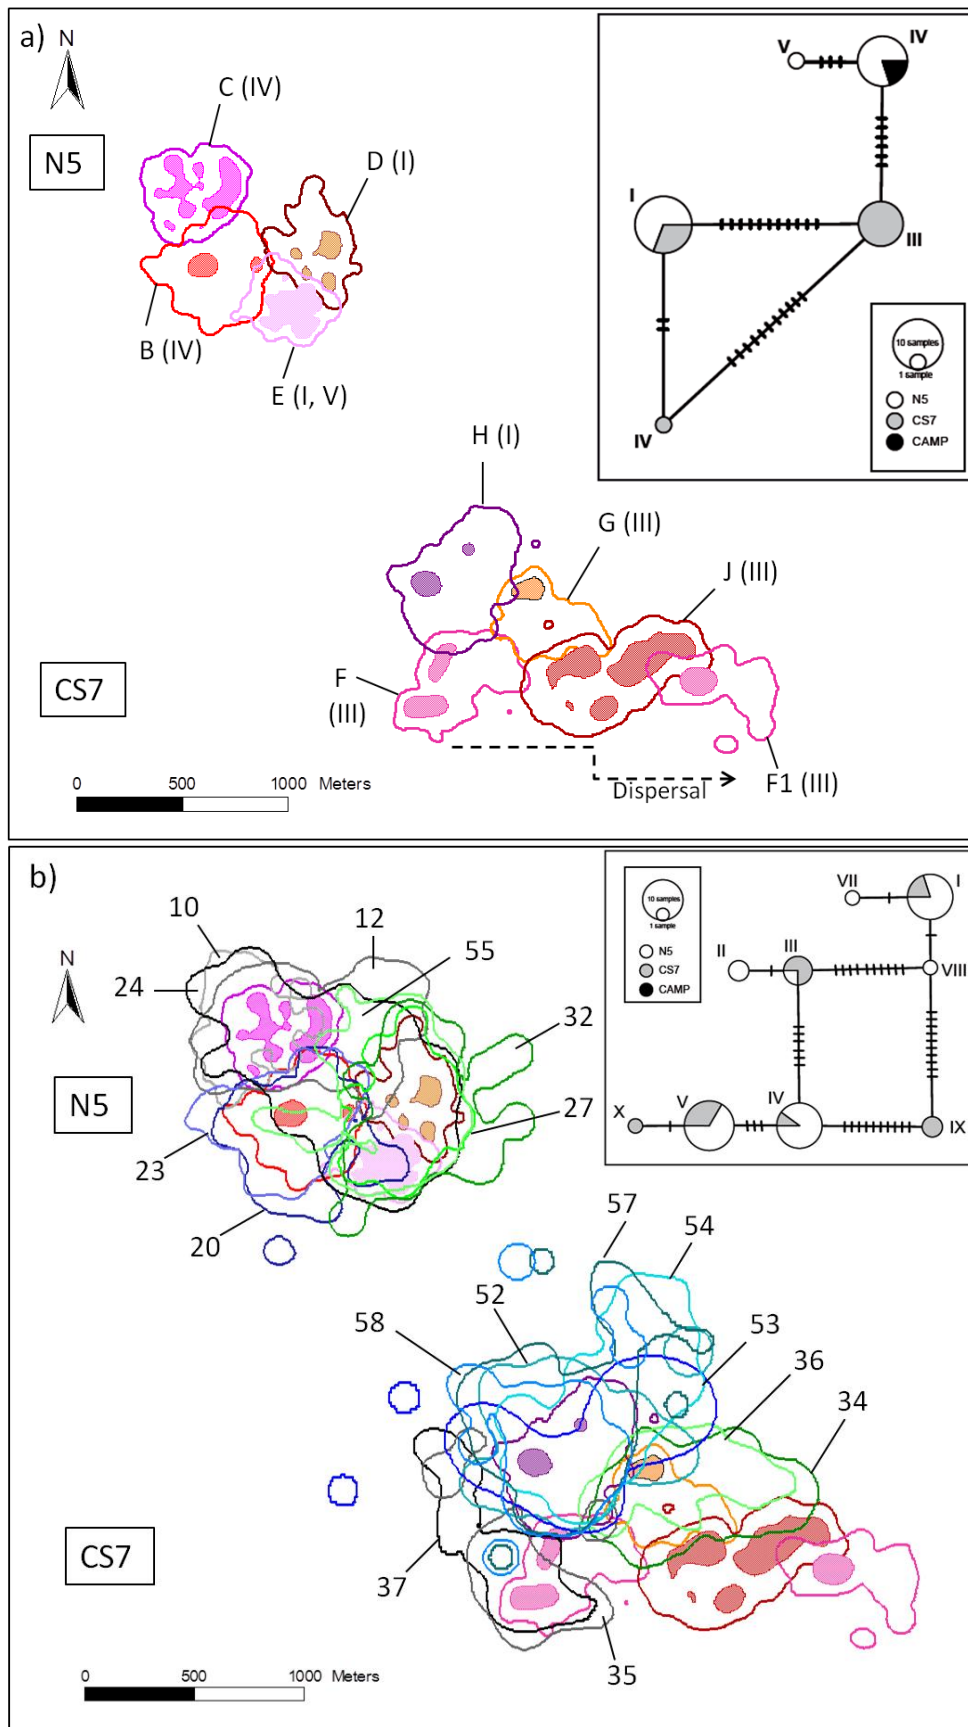 a)
N
N5
C (IV)
D (I)
B (IV)
E (I, V)
V
IV
I
III
IV
10 samples
1 sample
N5
CS7
CAMP
H (I)
G (III)
J (III)
CS7
F
(III)
F1 (III)
Dispersal
0 500 1000 Meters
b)
N
N5
10
12
55
24
32
27
23
20
10 samples
1 sample
N5
CS7
CAMP
VII
I
II
III
VIII
X
V
IV
IX
57
54
52
58
53
36
34
CS7
37
35
0 500 1000 Meters